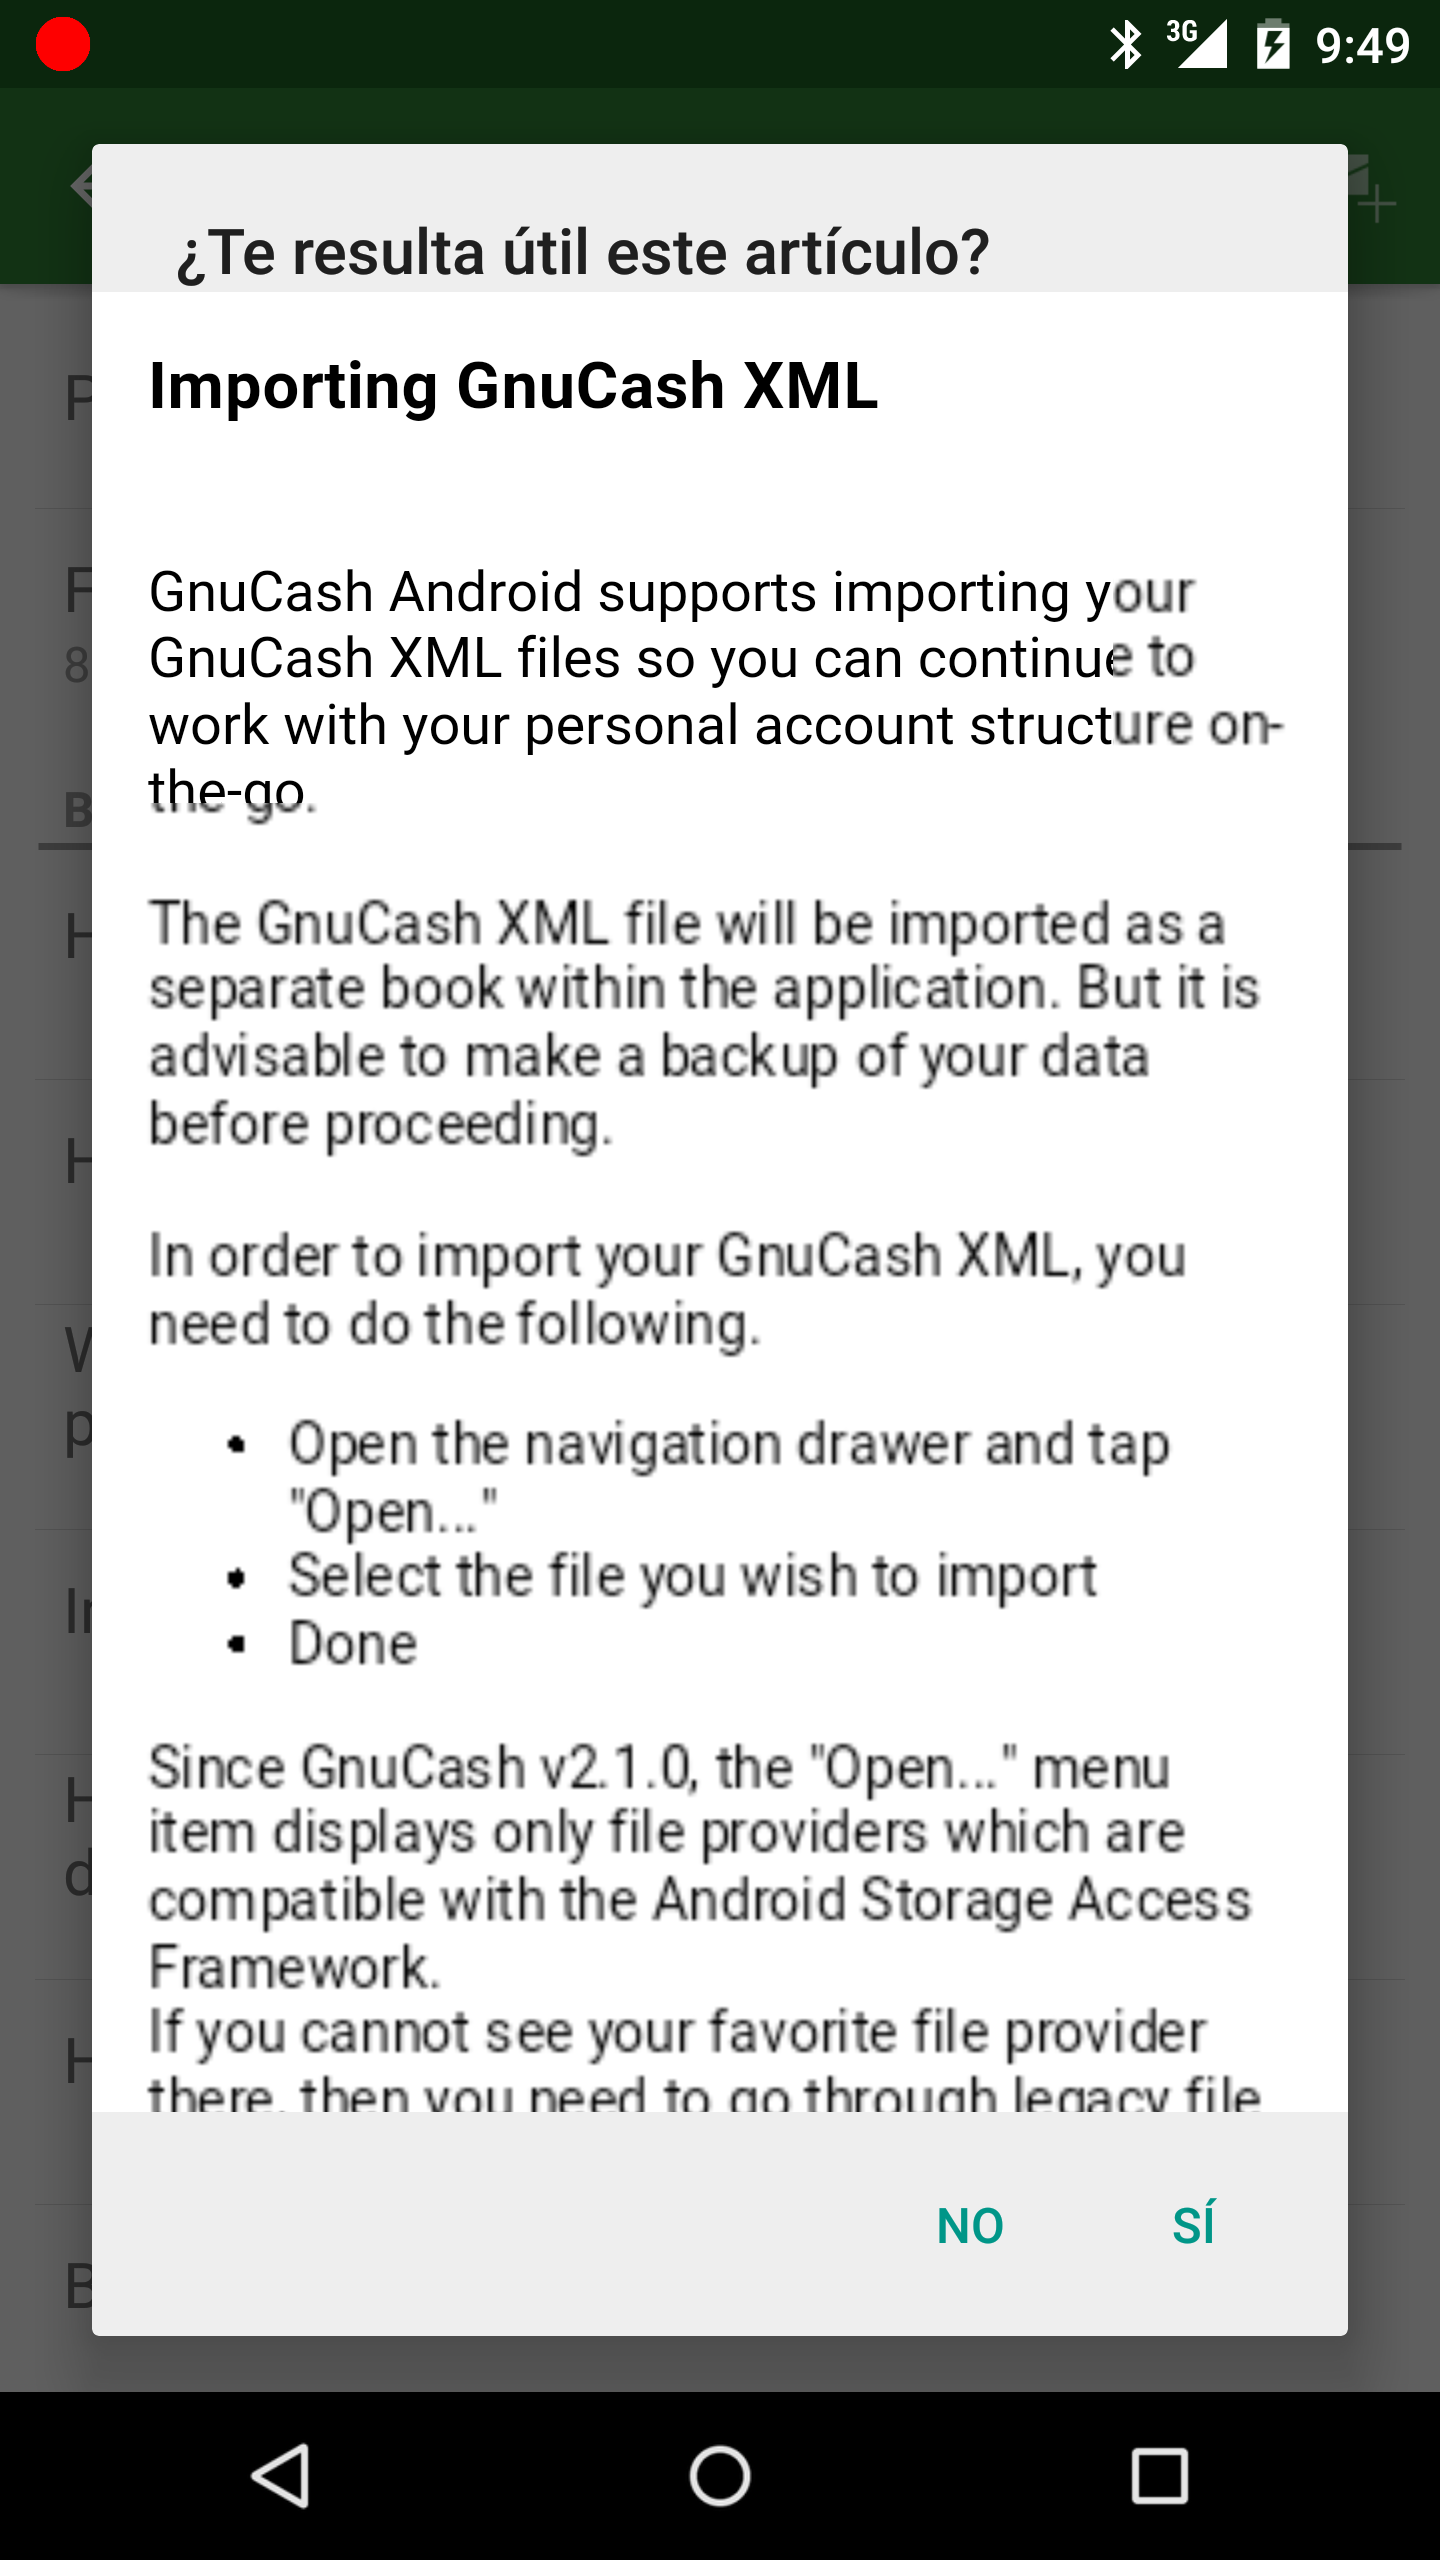 3G 9:49
¿Te resulta útil este artículo?
Importing GnuCash XML
GnuCash Android supports importing your
GnuCash XML files so you can continue to
work with your personal account structure on-
the-go.
The GnuCash XML file will be imported as a
separate book within the application. But it is
advisable to make a backup of your data
before proceeding.
In order to import your GnuCash XML, you
need to do the following.
• Open the navigation drawer and tap
"Open..."
• Select the file you wish to import
• Done
Since GnuCash v2.1.0, the "Open..." menu
item displays only file providers which are
compatible with the Android Storage Access
Framework.
If you cannot see your favorite file provider
there, then you need to go through legacy file
NO SÍ